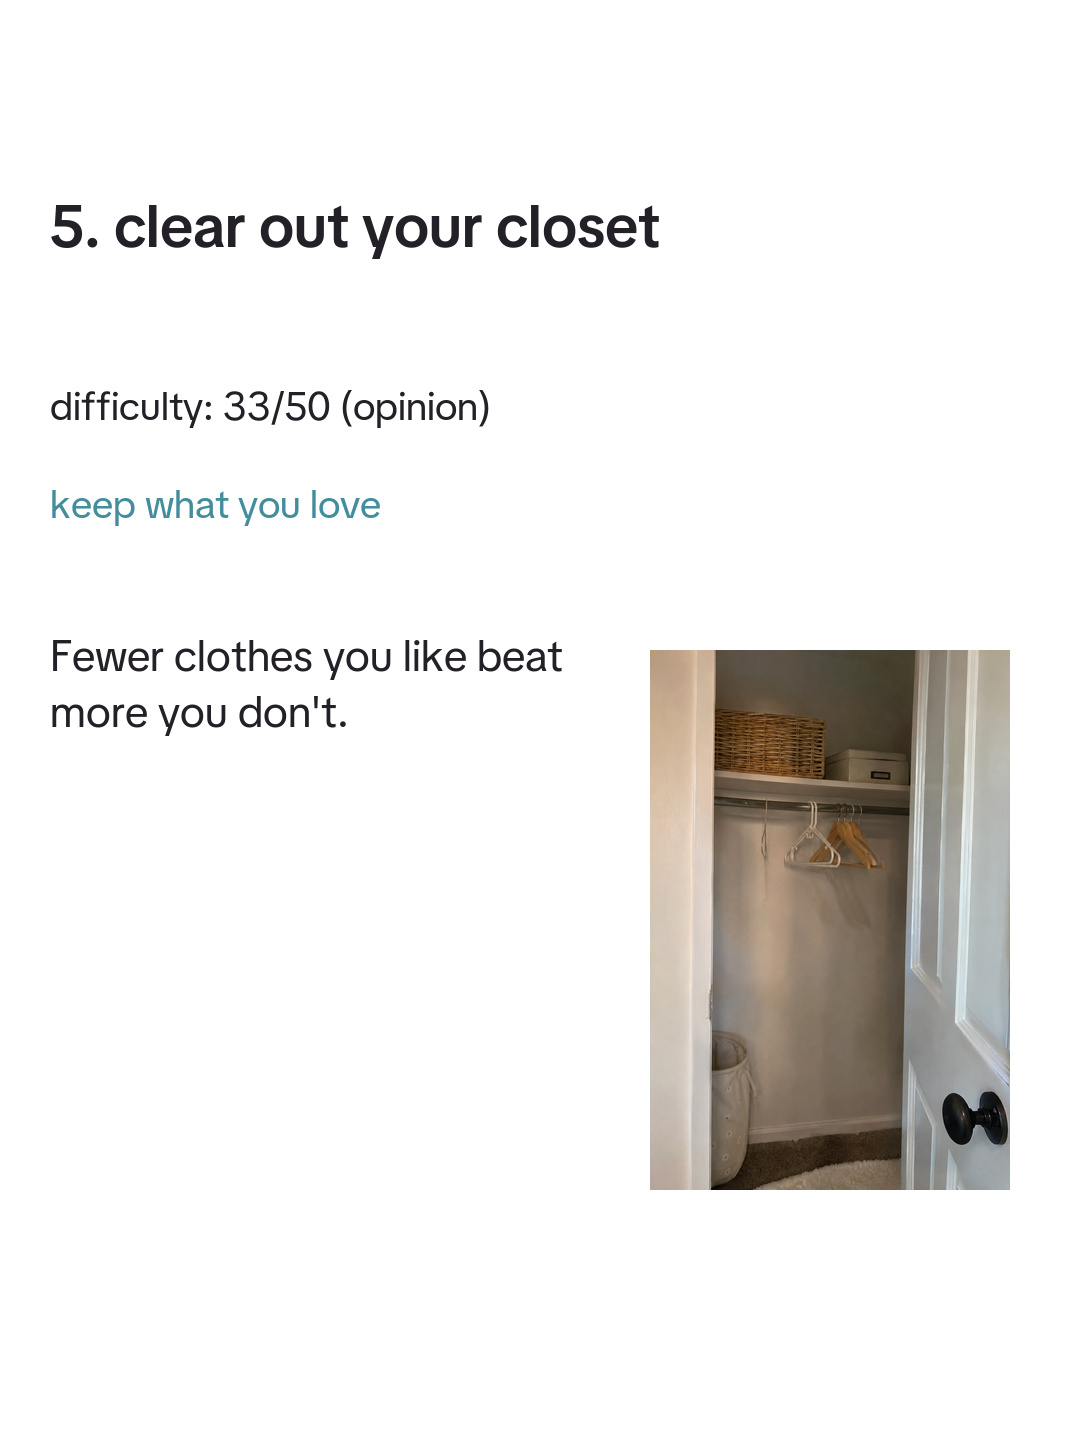 5. clear out your closet
difficulty: 33/50 (opinion)
keep what you love
Fewer clothes you like beat
more you don't.